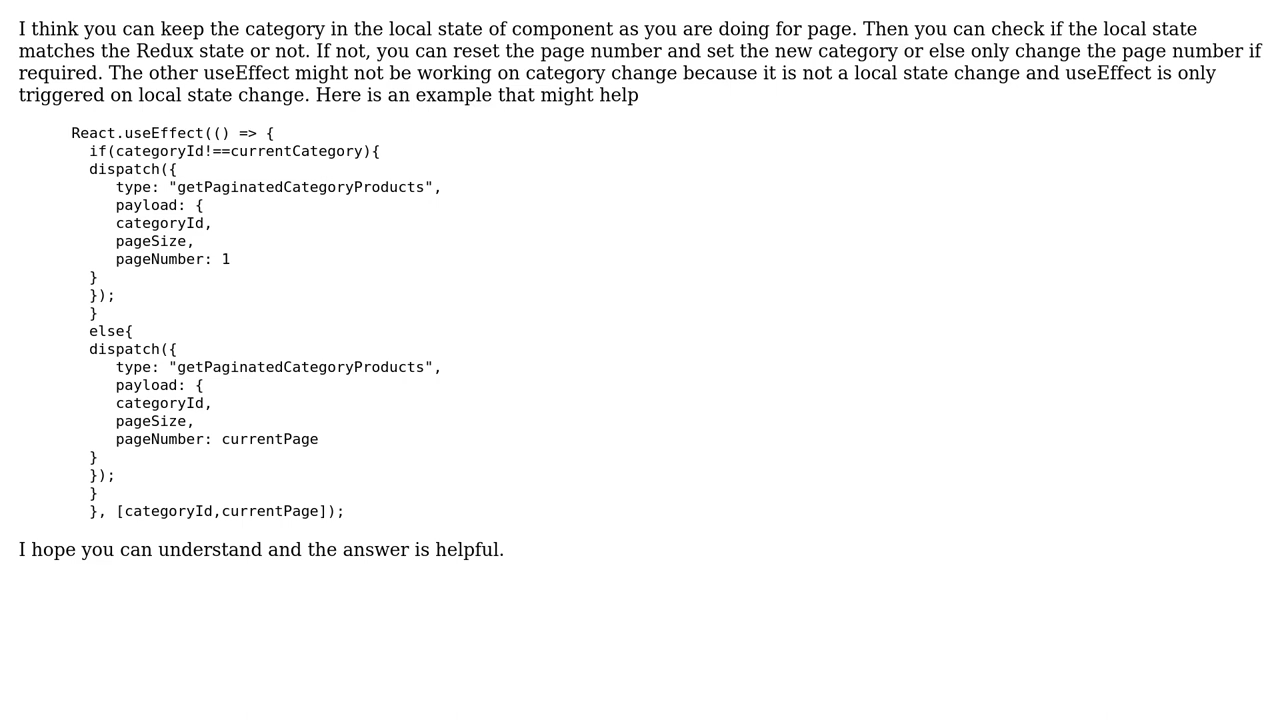 I think you can keep the category in the local state of component as you are doing for page. Then you can check if the local state
matches the Redux state or not. If not, you can reset the page number and set the new category or else only change the page number if
required. The other useEffect might not be working on category change because it is not a local state change and useEffect is only
triggered on local state change. Here is an example that might help
React.useEffect(() => {
if(categoryId!==currentCategory){
dispatch({
type: "getPaginatedCategoryProducts",
payload: {
categoryId,
pageSize,
pageNumber: 1
}
});
}
else{
dispatch({
type: "getPaginatedCategoryProducts",
payload: {
categoryId,
pageSize,
pageNumber: currentPage
}
});
}
}, [categoryId,currentPage]);
I hope you can understand and the answer is helpful.